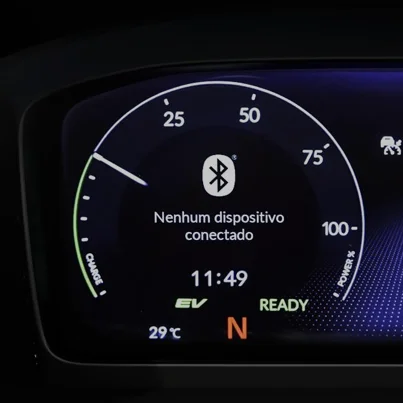 25
50
75
100
Nenhum dispositivo
conectado
CHARGE
POWER %
11:49
EV
READY
29°C
N